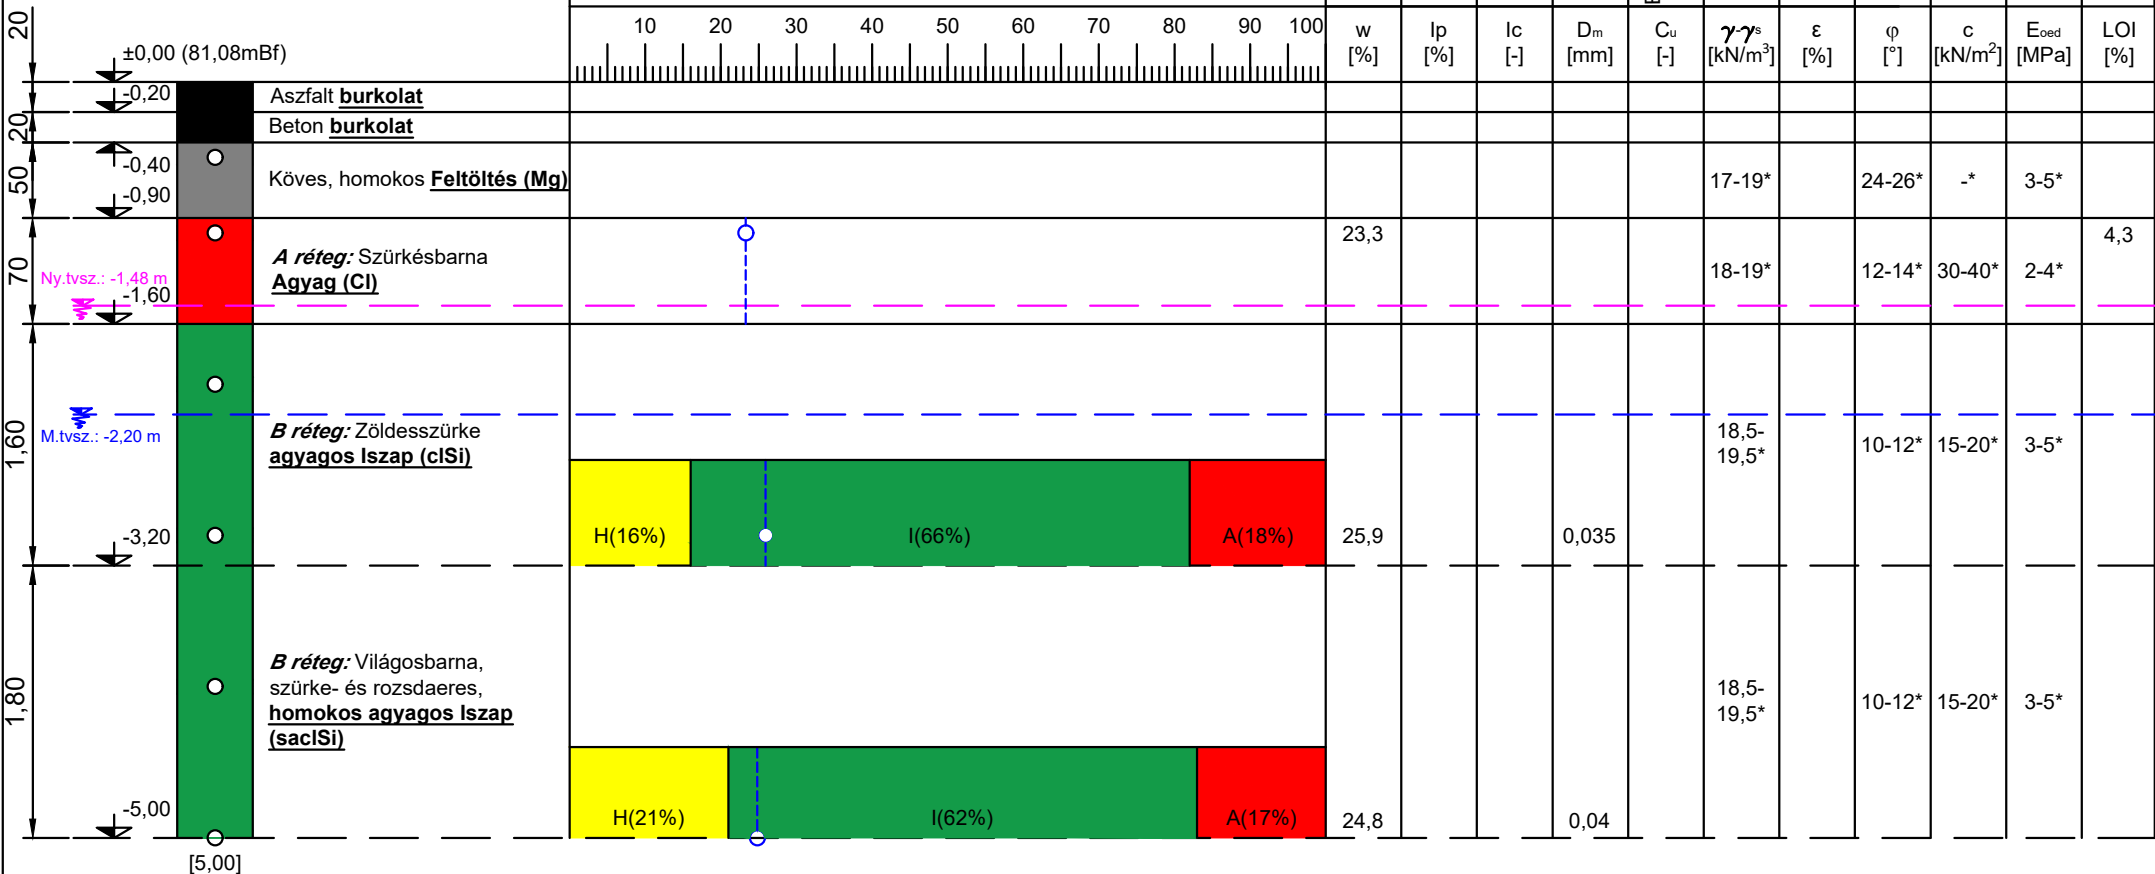 10 20 30 40 50 60 70 80 90 100
w Ip Ic Dm Cu γ-γs ε φ c Eoed LOI
[%] [%] [-] [mm] [-] [kN/m³] [%] [°] [kN/m²] [MPa] [%]
20
±0,00 (81,08mBf)
-0,20
Aszfalt burkolat
20
Beton burkolat
50
-0,40
-0,90
Köves, homokos Feltöltés (Mg)
17-19* 24-26* -* 3-5*
70
Ny.tvsz.: -1,48 m
-1,60
A réteg: Szürkésbarna
Agyag (Cl)
23,3 4,3
18-19* 12-14* 30-40* 2-4*
1,60
M.tvsz.: -2,20 m
-3,20
B réteg: Zöldesszürke
agyagos Iszap (clSi)
18,5-
19,5* 10-12* 15-20* 3-5*
H(16%) I(66%) A(18%) 25,9 0,035
1,80
-5,00
B réteg: Világosbarna,
szürke- és rozsdaeres,
homokos agyagos Iszap
(saclSi)
18,5-
19,5* 10-12* 15-20* 3-5*
H(21%) I(62%) A(17%) 24,8 0,04
[5,00]